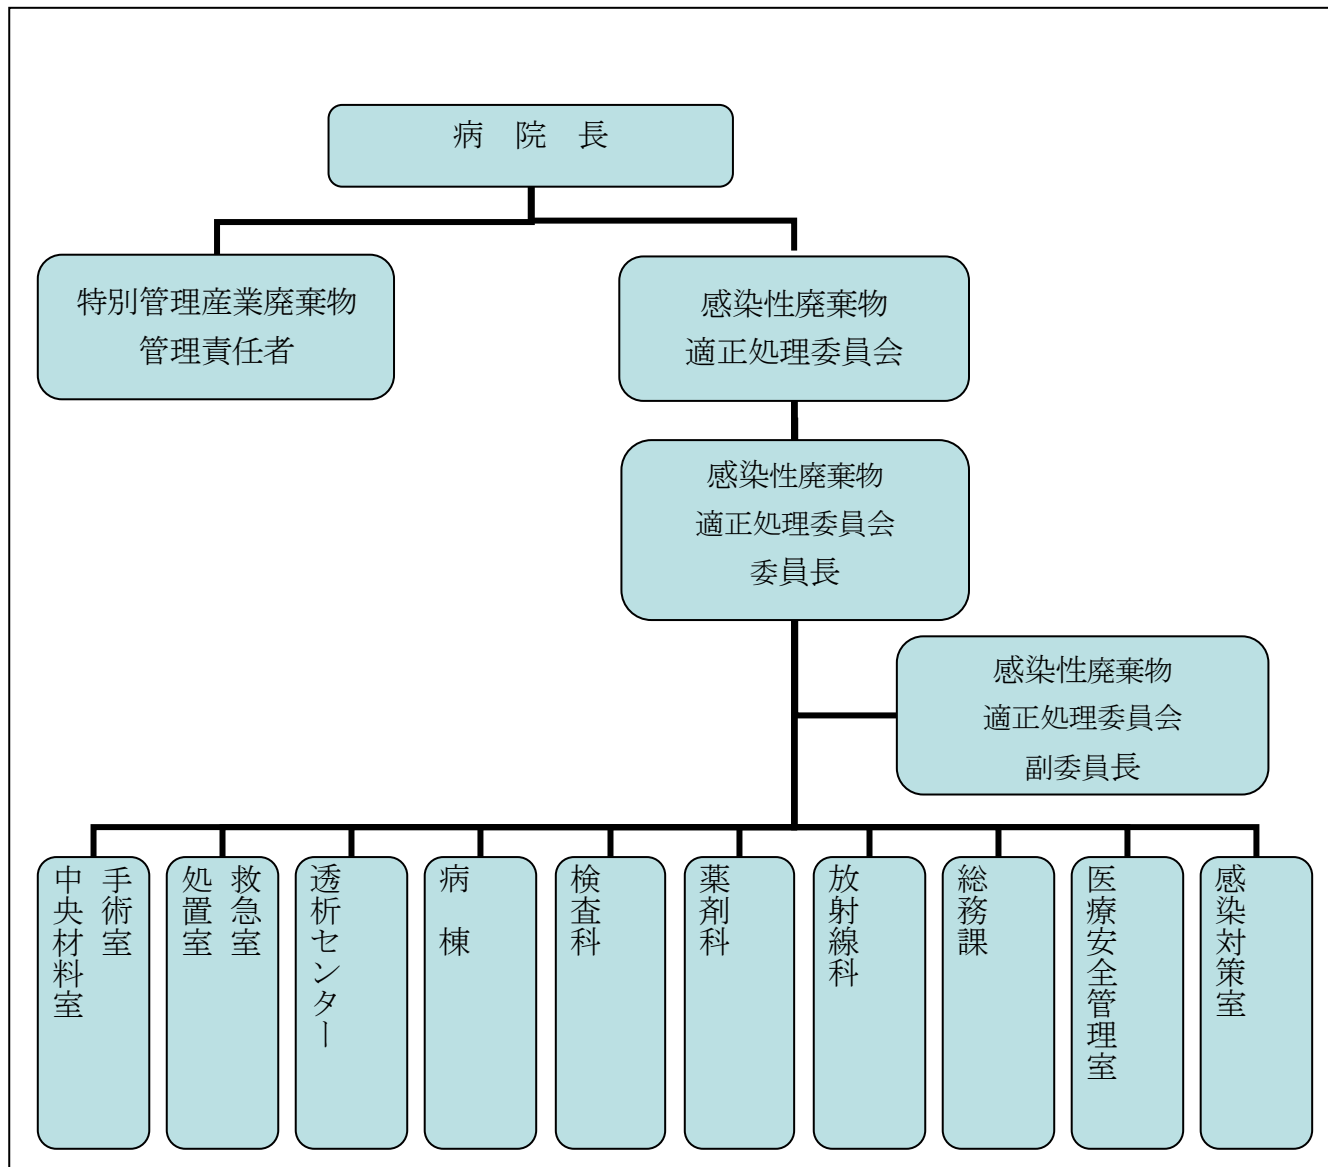 病 院 長
特別管理産業廃棄物
管理責任者
感染性廃棄物
適正処理委員会
感染性廃棄物
適正処理委員会
委員長
感染性廃棄物
適正処理委員会
副委員長
手術室
中央材料室
救急室
処置室
透析センター
病 棟
検査科
薬剤科
放射線科
総務課
医療安全管理室
感染対策室